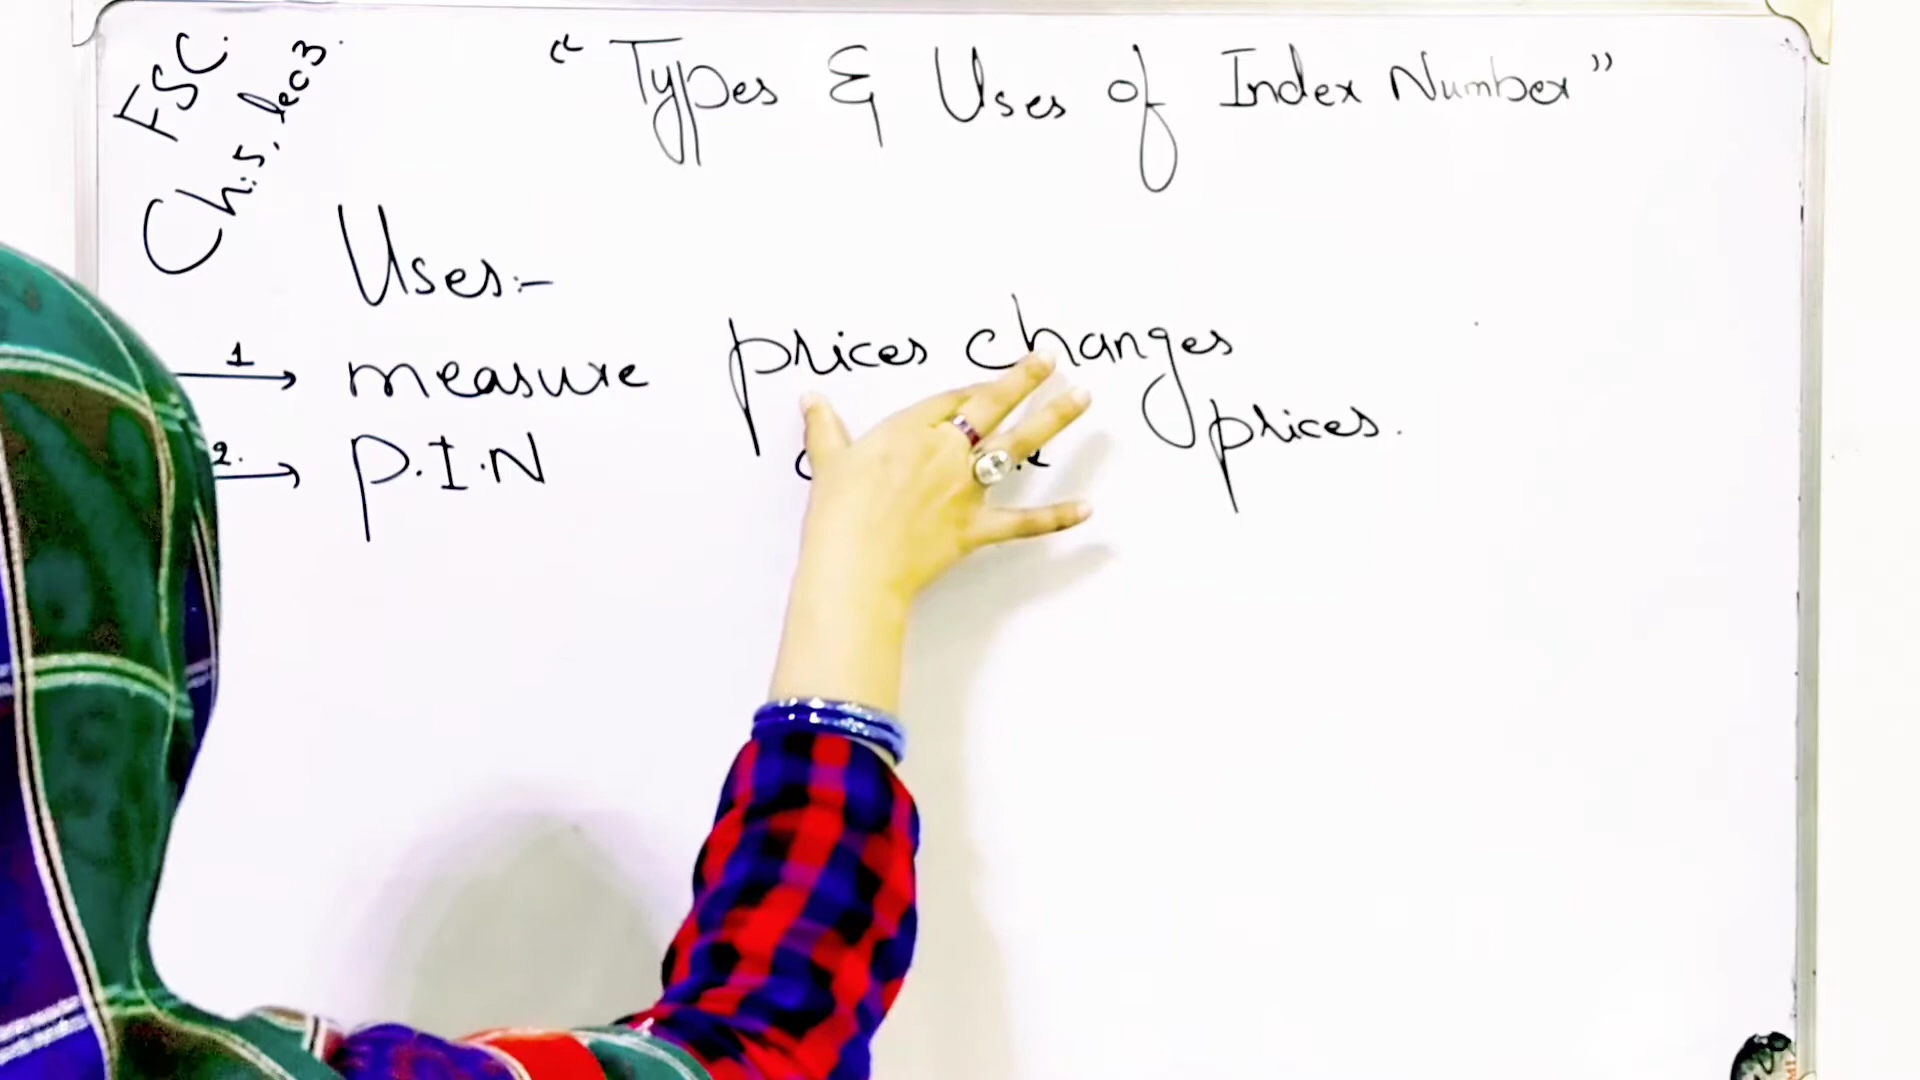 FSC.
Ch:5, lec3.
“Types & Uses of Index Number”
Uses:-
1 → measure prices changes
2. → P.I.N prices.